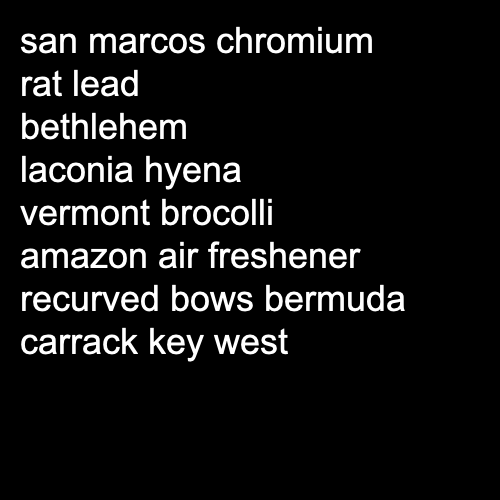 san marcos chromium
rat lead
bethlehem
laconia hyena
vermont brocolli
amazon air freshener
recurved bows bermuda
carrack key west